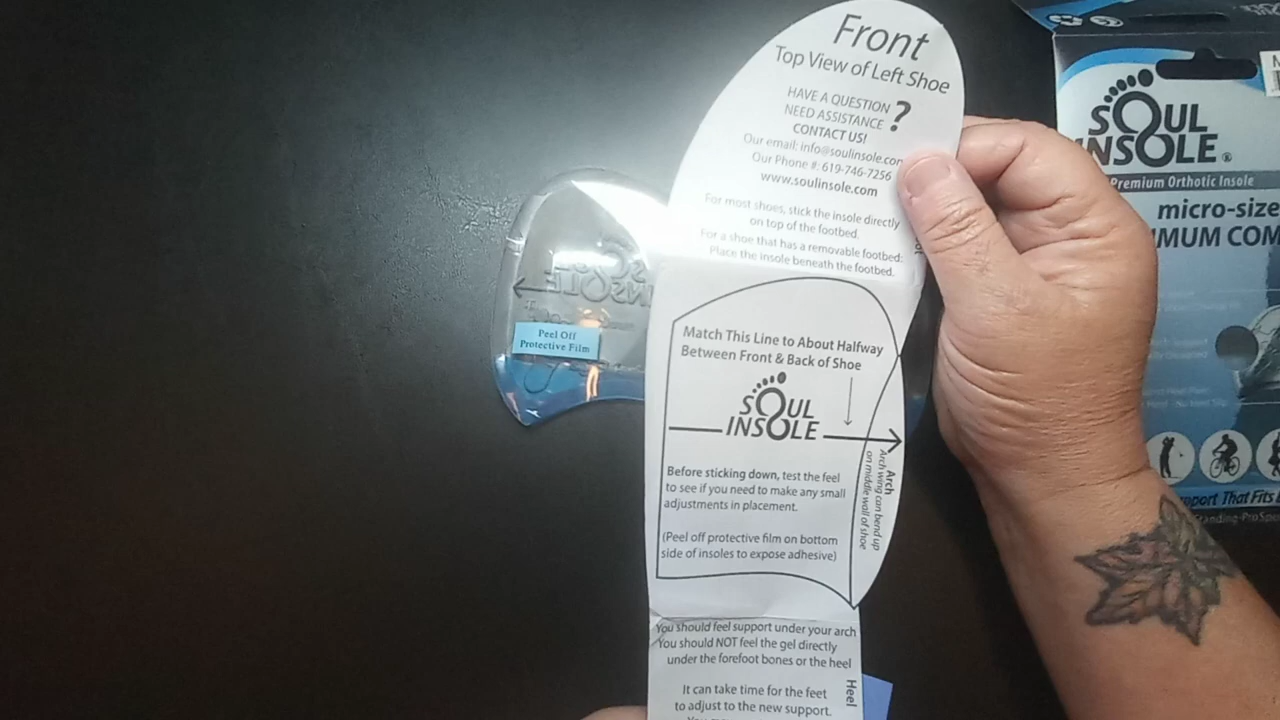 Front
Top View of Left Shoe
HAVE A QUESTION
NEED ASSISTANCE ?
CONTACT US!
Our email: info@soulinsole.com
Our Phone #: 619-746-7256
www.soulinsole.com
For most shoes, stick the insole directly
on top of the footbed.
For a shoe that has a removable footbed:
Place the insole beneath the footbed.
Match This Line to About Halfway
Between Front & Back of Shoe
SOUL
INSOLE
Arch
Arch wing can bend up
on middle wall of shoe
Before sticking down, test the feel
to see if you need to make any small
adjustments in placement.
(Peel off protective film on bottom
side of insoles to expose adhesive)
You should feel support under your arch
You should NOT feel the gel directly
under the forefoot bones or the heel
Heel
It can take time for the feet
to adjust to the new support.
Peel Off
Protective Film
SOUL
INSOLE
SOUL
INSOLE®
Premium Orthotic Insole
micro-size
IMUM COM
pport That Fits
tanding-ProSpe